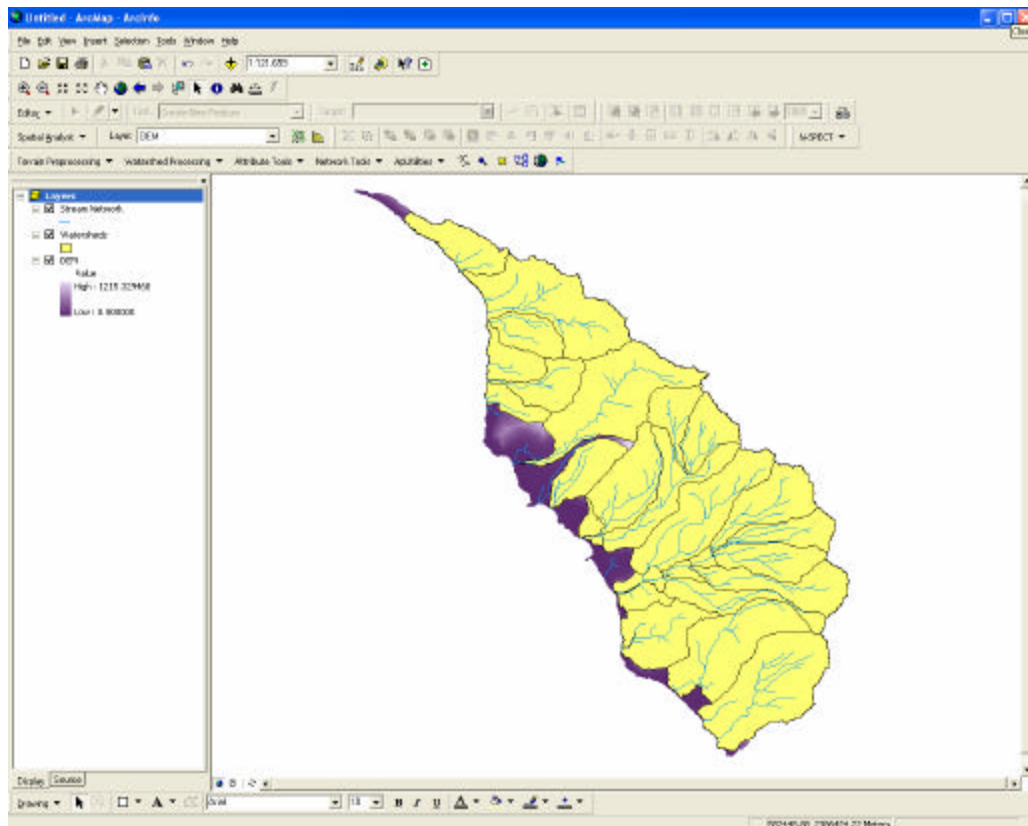 Untitled - ArcMap - ArcInfo
File Edit View Insert Selection Tools Window Help
Editor
Spatial Analyst Layer: DEM N-SPECT
Terrain Preprocessing Watershed Processing Attribute Tools Network Tools ApUtilities
Layers
Stream Network
Watersheds
DEM
Value
High : 1215.329468
Low : 0.000000
Display Source
Drawing Arial 10 B I U A